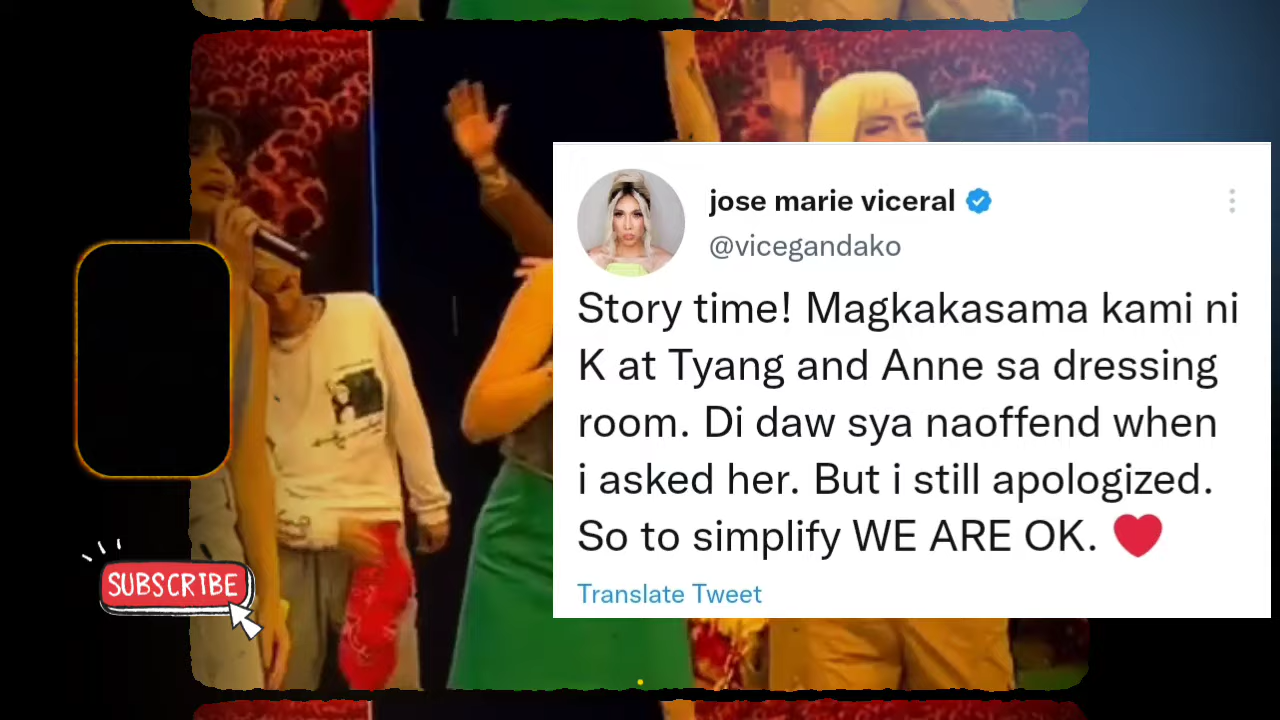 jose marie viceral
@vicegandako
Story time! Magkakasama kami ni
K at Tyang and Anne sa dressing
room. Di daw sya naoffend when
i asked her. But i still apologized.
So to simplify WE ARE OK. ❤️
Translate Tweet
SUBSCRIBE